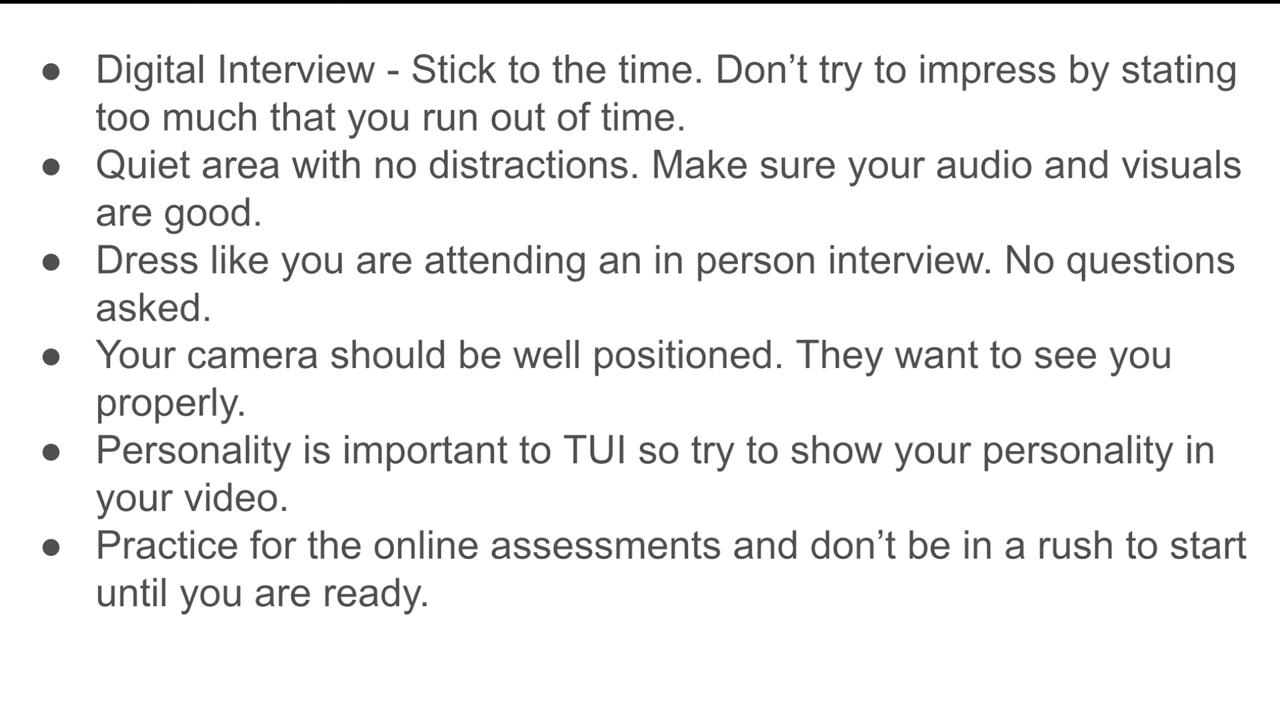 ● Digital Interview - Stick to the time. Don’t try to impress by stating
too much that you run out of time.
● Quiet area with no distractions. Make sure your audio and visuals
are good.
● Dress like you are attending an in person interview. No questions
asked.
● Your camera should be well positioned. They want to see you
properly.
● Personality is important to TUI so try to show your personality in
your video.
● Practice for the online assessments and don’t be in a rush to start
until you are ready.